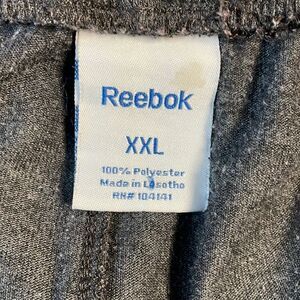 Reebok
XXL
100% Polyester
Made in Lesotho
RN# 104141